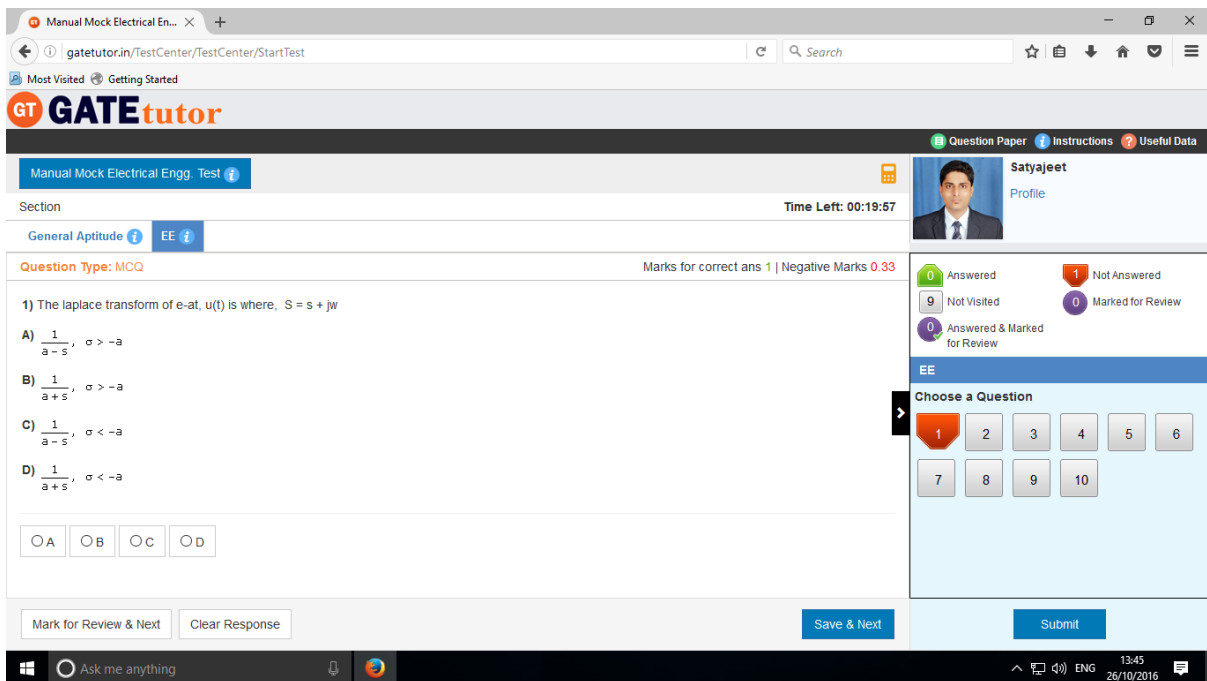 Manual Mock Electrical En...
gatetutor.in/TestCenter/TestCenter/StartTest
Search
Most Visited Getting Started
GT GATEtutor
Question Paper i Instructions ? Useful Data
Manual Mock Electrical Engg. Test i
Satyajeet
Profile
Section Time Left: 00:19:57
General Aptitude i EE i
Question Type: MCQ Marks for correct ans 1 | Negative Marks 0.33
1) The laplace transform of e-at, u(t) is where, S = s + jw
A) 1/(a − s), σ > −a
B) 1/(a + s), σ > −a
C) 1/(a − s), σ < −a
D) 1/(a + s), σ < −a
A B C D
Mark for Review & Next Clear Response Save & Next
0 Answered 1 Not Answered
9 Not Visited 0 Marked for Review
0 Answered & Marked
for Review
EE
Choose a Question
1 2 3 4 5 6
7 8 9 10
Submit
Ask me anything
ENG 13:45
26/10/2016